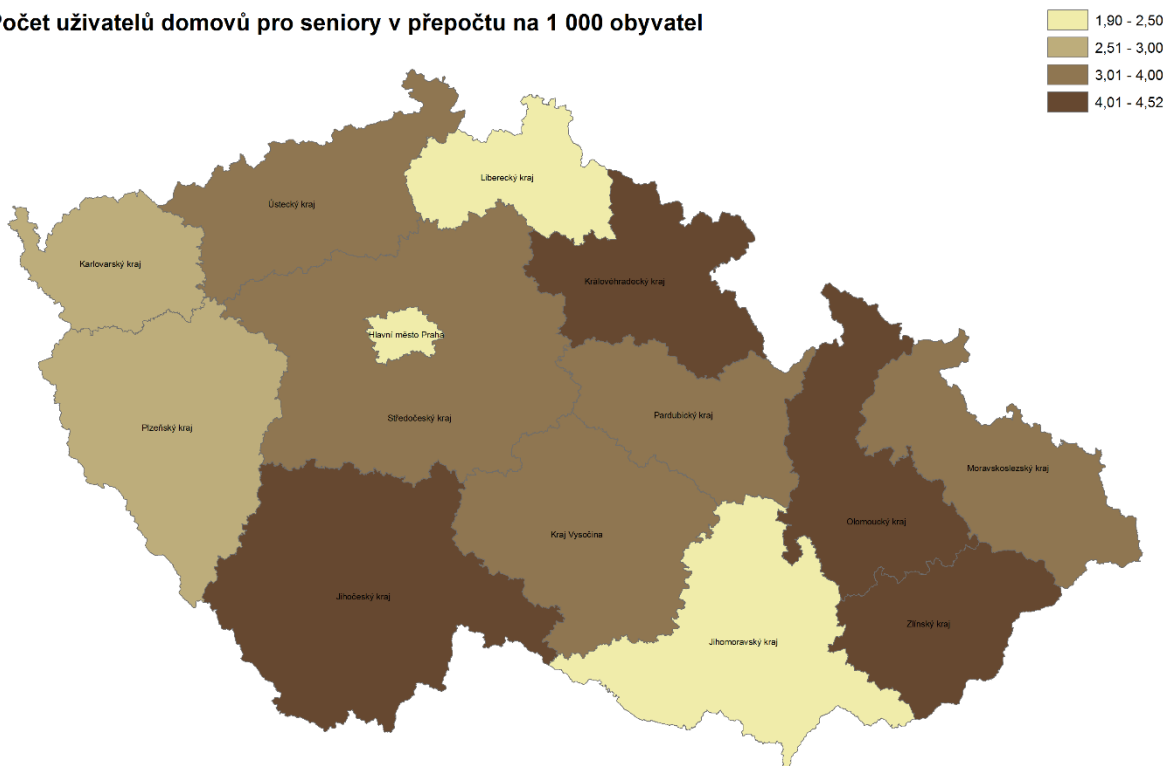 Počet uživatelů domovů pro seniory v přepočtu na 1 000 obyvatel
1,90 - 2,50
2,51 - 3,00
3,01 - 4,00
4,01 - 4,52
Liberecký kraj
Ústecký kraj
Karlovarský kraj
Královéhradecký kraj
Hlavní město Praha
Středočeský kraj
Pardubický kraj
Plzeňský kraj
Moravskoslezský kraj
Olomoucký kraj
Kraj Vysočina
Jihočeský kraj
Zlínský kraj
Jihomoravský kraj